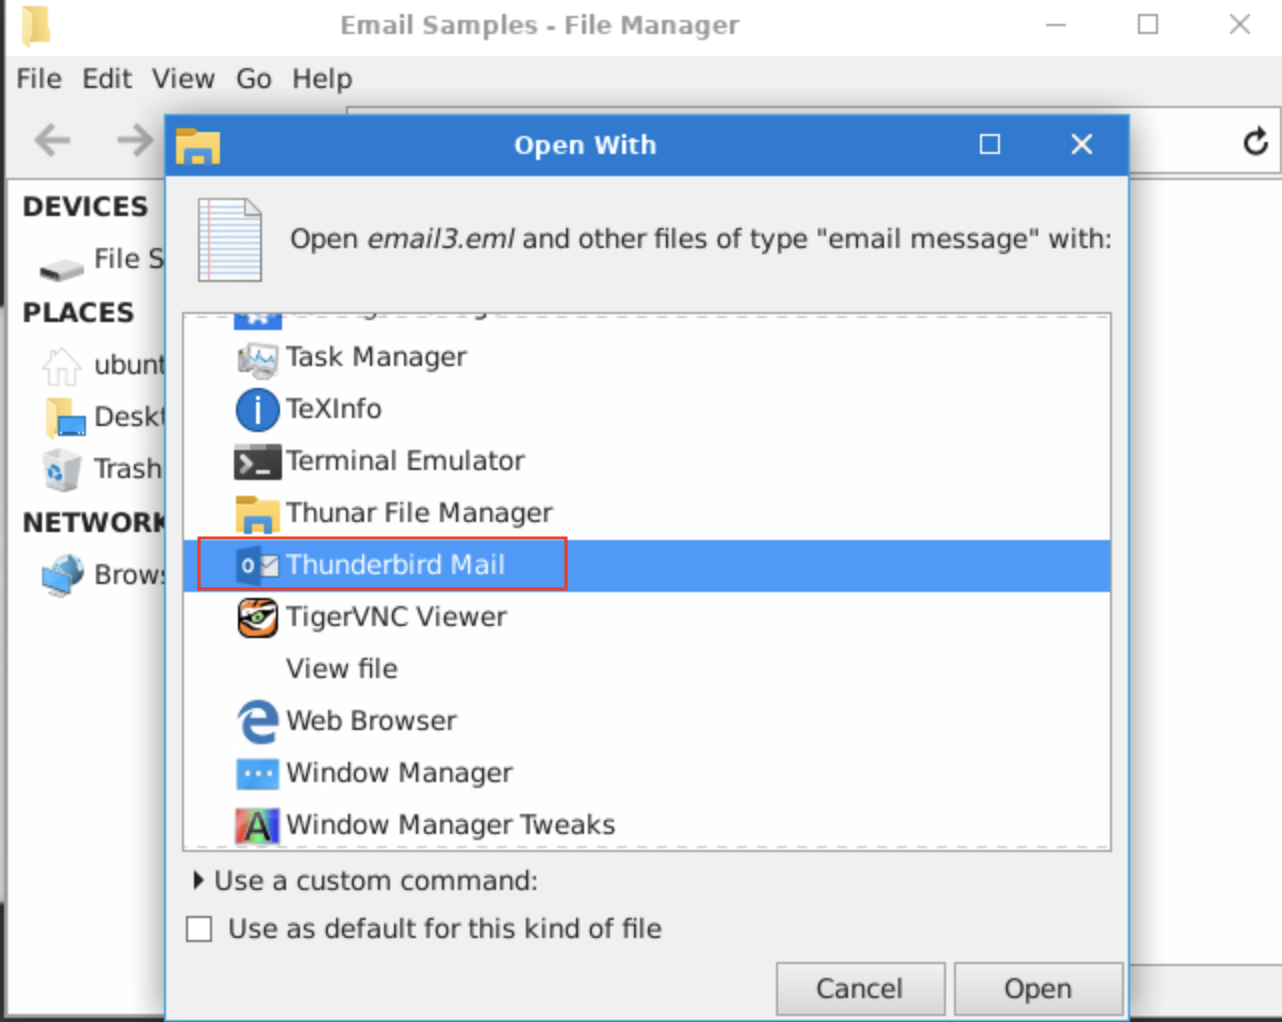 Email Samples - File Manager
File Edit View Go Help
Open With
DEVICES
File S
PLACES
ubunt
Deskt
Trash
NETWORK
Brows
Open email3.eml and other files of type "email message" with:
Task Manager
TeXInfo
Terminal Emulator
Thunar File Manager
Thunderbird Mail
TigerVNC Viewer
View file
Web Browser
Window Manager
Window Manager Tweaks
Use a custom command:
Use as default for this kind of file
Cancel Open